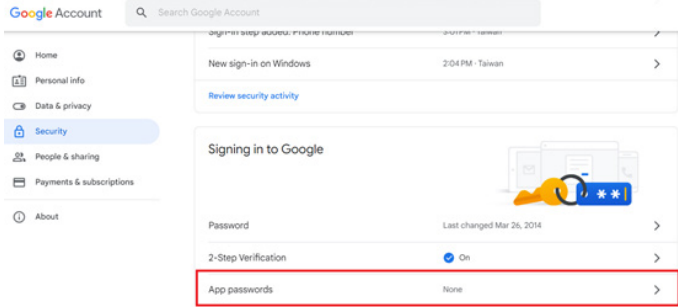 Google Account
Search Google Account
Home
Personal info
Data & privacy
Security
People & sharing
Payments & subscriptions
About
Sign-in step added: Phone number 3:01 PM · Taiwan
New sign-in on Windows 2:04 PM · Taiwan
Review security activity
Signing in to Google
**
Password Last changed Mar 26, 2014
2-Step Verification On
App passwords None